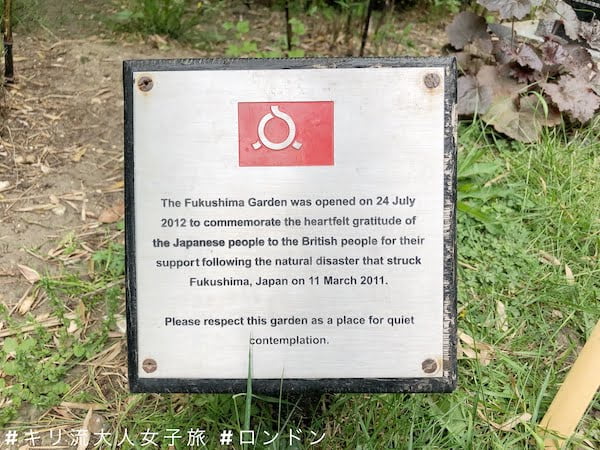 The Fukushima Garden was opened on 24 July
2012 to commemorate the heartfelt gratitude of
the Japanese people to the British people for their
support following the natural disaster that struck
Fukushima, Japan on 11 March 2011.
Please respect this garden as a place for quiet
contemplation.
#キリ流大人女子旅 #ロンドン